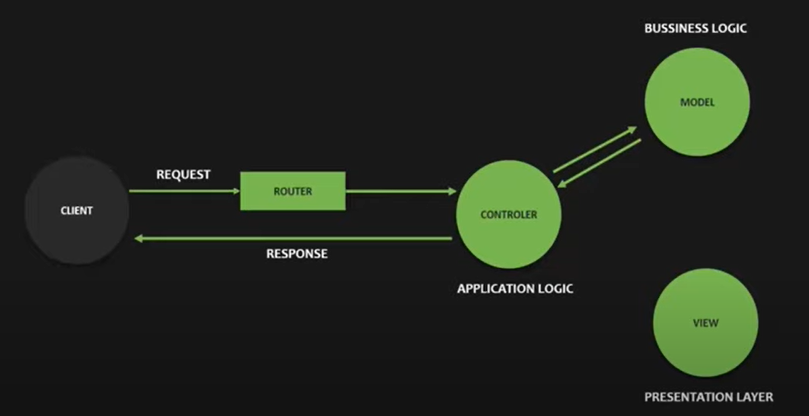 BUSSINESS LOGIC
MODEL
REQUEST
ROUTER
CLIENT
CONTROLER
RESPONSE
APPLICATION LOGIC
VIEW
PRESENTATION LAYER